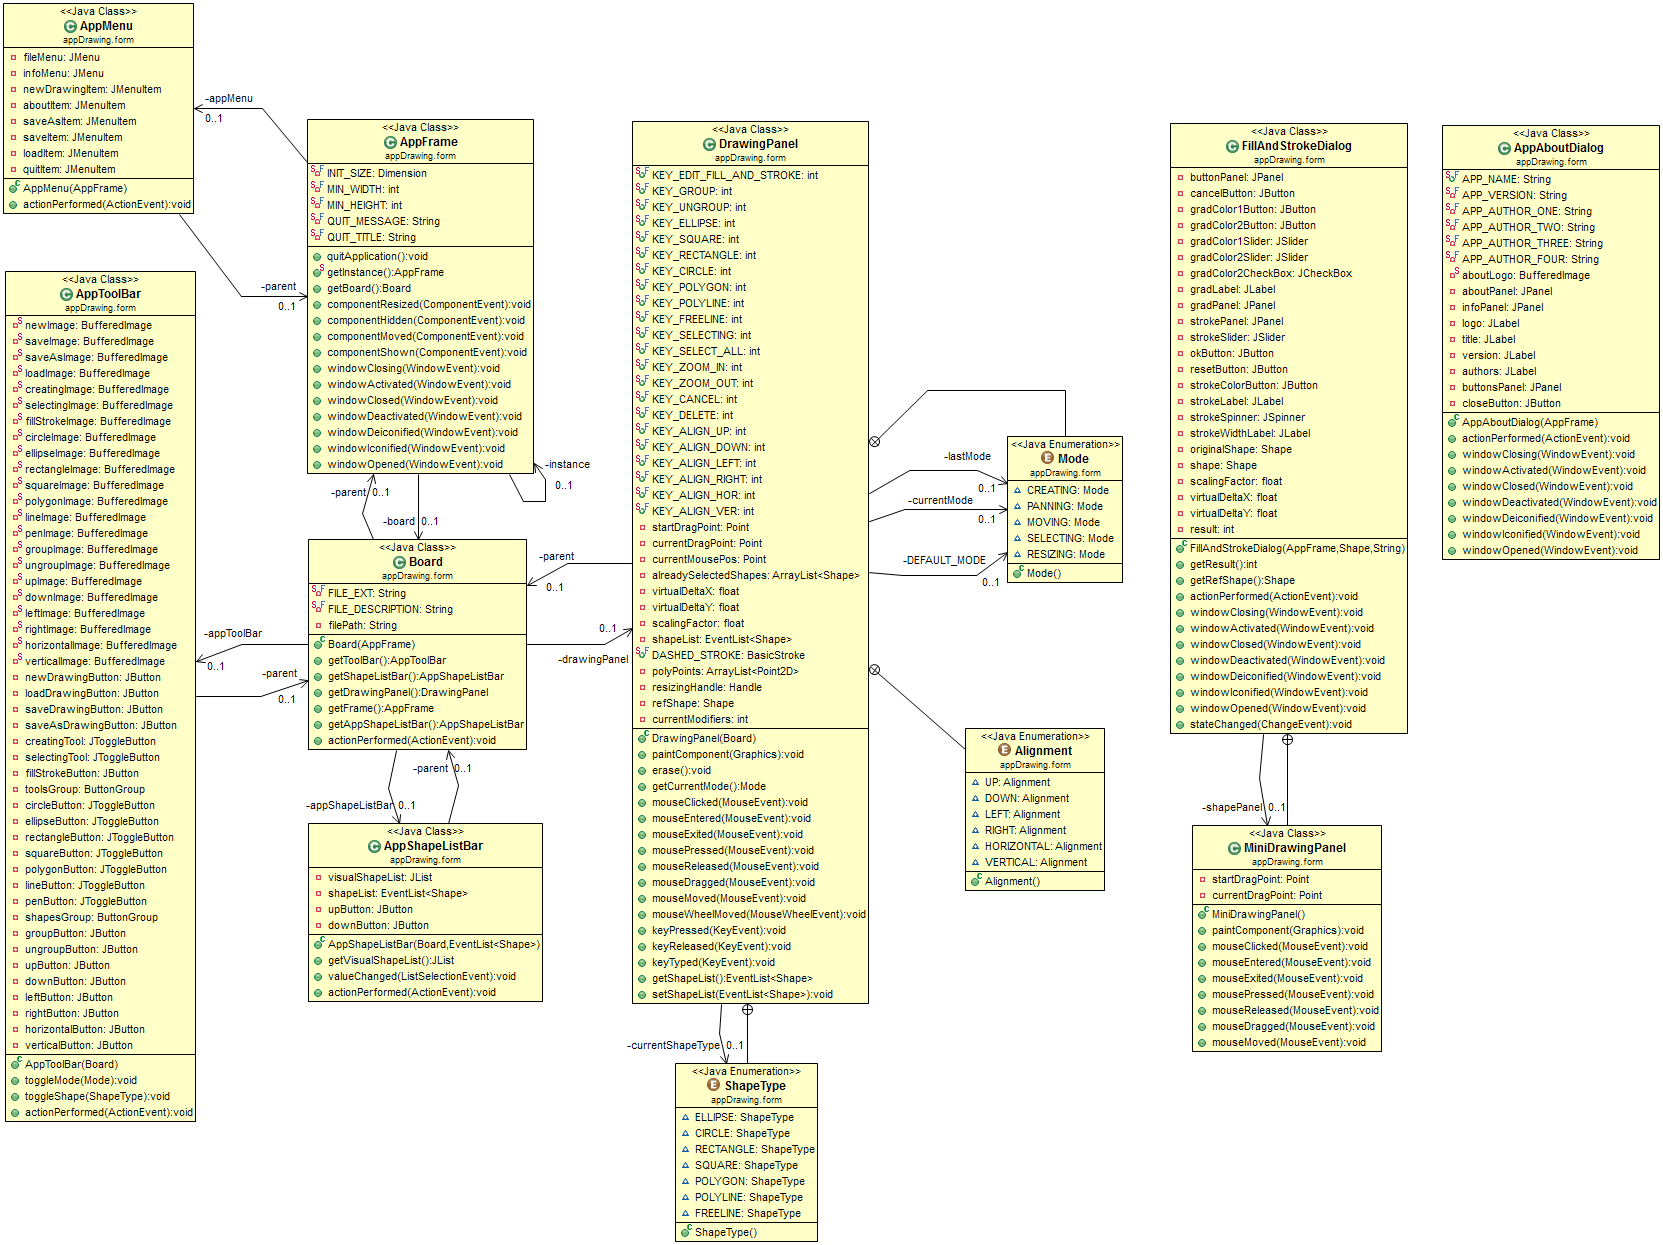 <<Java Class>>
AppMenu
appDrawing.form
fileMenu: JMenu
infoMenu: JMenu
newDrawingItem: JMenuItem
aboutItem: JMenuItem
saveAsItem: JMenuItem
saveItem: JMenuItem
loadItem: JMenuItem
quitItem: JMenuItem
AppMenu(AppFrame)
actionPerformed(ActionEvent):void
-appMenu
0..1
-parent
0..1
<<Java Class>>
AppToolBar
appDrawing.form
newImage: BufferedImage
saveImage: BufferedImage
saveAsImage: BufferedImage
loadImage: BufferedImage
creatingImage: BufferedImage
selectingImage: BufferedImage
fillStrokeImage: BufferedImage
circleImage: BufferedImage
ellipseImage: BufferedImage
rectangleImage: BufferedImage
squareImage: BufferedImage
polygonImage: BufferedImage
lineImage: BufferedImage
penImage: BufferedImage
groupImage: BufferedImage
ungroupImage: BufferedImage
upImage: BufferedImage
downImage: BufferedImage
leftImage: BufferedImage
rightImage: BufferedImage
horizontalImage: BufferedImage
verticalImage: BufferedImage
newDrawingButton: JButton
loadDrawingButton: JButton
saveDrawingButton: JButton
saveAsDrawingButton: JButton
creatingTool: JToggleButton
selectingTool: JToggleButton
fillStrokeButton: JButton
toolsGroup: ButtonGroup
circleButton: JToggleButton
ellipseButton: JToggleButton
rectangleButton: JToggleButton
squareButton: JToggleButton
polygonButton: JToggleButton
lineButton: JToggleButton
penButton: JToggleButton
shapesGroup: ButtonGroup
groupButton: JButton
ungroupButton: JButton
upButton: JButton
downButton: JButton
leftButton: JButton
rightButton: JButton
horizontalButton: JButton
verticalButton: JButton
AppToolBar(Board)
toggleMode(Mode):void
toggleShape(ShapeType):void
actionPerformed(ActionEvent):void
-appToolBar
0..1
-parent
0..1
<<Java Class>>
AppFrame
appDrawing.form
INIT_SIZE: Dimension
MIN_WIDTH: int
MIN_HEIGHT: int
QUIT_MESSAGE: String
QUIT_TITLE: String
quitApplication():void
getInstance():AppFrame
getBoard():Board
componentResized(ComponentEvent):void
componentHidden(ComponentEvent):void
componentMoved(ComponentEvent):void
componentShown(ComponentEvent):void
windowClosing(WindowEvent):void
windowActivated(WindowEvent):void
windowClosed(WindowEvent):void
windowDeactivated(WindowEvent):void
windowDeiconified(WindowEvent):void
windowIconified(WindowEvent):void
windowOpened(WindowEvent):void
-instance
0..1
-parent 0..1
-board 0..1
<<Java Class>>
Board
appDrawing.form
FILE_EXT: String
FILE_DESCRIPTION: String
filePath: String
Board(AppFrame)
getToolBar():AppToolBar
getShapeListBar():AppShapeListBar
getDrawingPanel():DrawingPanel
getFrame():AppFrame
getAppShapeListBar():AppShapeListBar
actionPerformed(ActionEvent):void
-parent
0..1
0..1
-drawingPanel
-parent 0..1
-appShapeListBar 0..1
<<Java Class>>
AppShapeListBar
appDrawing.form
visualShapeList: JList
shapeList: EventList<Shape>
upButton: JButton
downButton: JButton
AppShapeListBar(Board,EventList<Shape>)
getVisualShapeList():JList
valueChanged(ListSelectionEvent):void
actionPerformed(ActionEvent):void
<<Java Class>>
DrawingPanel
appDrawing.form
KEY_EDIT_FILL_AND_STROKE: int
KEY_GROUP: int
KEY_UNGROUP: int
KEY_ELLIPSE: int
KEY_SQUARE: int
KEY_RECTANGLE: int
KEY_CIRCLE: int
KEY_POLYGON: int
KEY_POLYLINE: int
KEY_FREELINE: int
KEY_SELECTING: int
KEY_SELECT_ALL: int
KEY_ZOOM_IN: int
KEY_ZOOM_OUT: int
KEY_CANCEL: int
KEY_DELETE: int
KEY_ALIGN_UP: int
KEY_ALIGN_DOWN: int
KEY_ALIGN_LEFT: int
KEY_ALIGN_RIGHT: int
KEY_ALIGN_HOR: int
KEY_ALIGN_VER: int
startDragPoint: Point
currentDragPoint: Point
currentMousePos: Point
alreadySelectedShapes: ArrayList<Shape>
virtualDeltaX: float
virtualDeltaY: float
scalingFactor: float
shapeList: EventList<Shape>
DASHED_STROKE: BasicStroke
polyPoints: ArrayList<Point2D>
resizingHandle: Handle
refShape: Shape
currentModifiers: int
DrawingPanel(Board)
paintComponent(Graphics):void
erase():void
getCurrentMode():Mode
mouseClicked(MouseEvent):void
mouseEntered(MouseEvent):void
mouseExited(MouseEvent):void
mousePressed(MouseEvent):void
mouseReleased(MouseEvent):void
mouseDragged(MouseEvent):void
mouseMoved(MouseEvent):void
mouseWheelMoved(MouseWheelEvent):void
keyPressed(KeyEvent):void
keyReleased(KeyEvent):void
keyTyped(KeyEvent):void
getShapeList():EventList<Shape>
setShapeList(EventList<Shape>):void
-currentShapeType 0..1
<<Java Enumeration>>
ShapeType
appDrawing.form
ELLIPSE: ShapeType
CIRCLE: ShapeType
RECTANGLE: ShapeType
SQUARE: ShapeType
POLYGON: ShapeType
POLYLINE: ShapeType
FREELINE: ShapeType
ShapeType()
-lastMode
0..1
-currentMode
0..1
-DEFAULT_MODE
0..1
<<Java Enumeration>>
Mode
appDrawing.form
CREATING: Mode
PANNING: Mode
MOVING: Mode
SELECTING: Mode
RESIZING: Mode
Mode()
<<Java Enumeration>>
Alignment
appDrawing.form
UP: Alignment
DOWN: Alignment
LEFT: Alignment
RIGHT: Alignment
HORIZONTAL: Alignment
VERTICAL: Alignment
Alignment()
<<Java Class>>
FillAndStrokeDialog
appDrawing.form
buttonPanel: JPanel
cancelButton: JButton
gradColor1Button: JButton
gradColor2Button: JButton
gradColor1Slider: JSlider
gradColor2Slider: JSlider
gradColor2CheckBox: JCheckBox
gradLabel: JLabel
gradPanel: JPanel
strokePanel: JPanel
strokeSlider: JSlider
okButton: JButton
resetButton: JButton
strokeColorButton: JButton
strokeLabel: JLabel
strokeSpinner: JSpinner
strokeWidthLabel: JLabel
originalShape: Shape
shape: Shape
scalingFactor: float
virtualDeltaX: float
virtualDeltaY: float
result: int
FillAndStrokeDialog(AppFrame,Shape,String)
getResult():int
getRefShape():Shape
actionPerformed(ActionEvent):void
windowClosing(WindowEvent):void
windowActivated(WindowEvent):void
windowClosed(WindowEvent):void
windowDeactivated(WindowEvent):void
windowDeiconified(WindowEvent):void
windowIconified(WindowEvent):void
windowOpened(WindowEvent):void
stateChanged(ChangeEvent):void
-shapePanel 0..1
<<Java Class>>
MiniDrawingPanel
appDrawing.form
startDragPoint: Point
currentDragPoint: Point
MiniDrawingPanel()
paintComponent(Graphics):void
mouseClicked(MouseEvent):void
mouseEntered(MouseEvent):void
mouseExited(MouseEvent):void
mousePressed(MouseEvent):void
mouseReleased(MouseEvent):void
mouseDragged(MouseEvent):void
mouseMoved(MouseEvent):void
<<Java Class>>
AppAboutDialog
appDrawing.form
APP_NAME: String
APP_VERSION: String
APP_AUTHOR_ONE: String
APP_AUTHOR_TWO: String
APP_AUTHOR_THREE: String
APP_AUTHOR_FOUR: String
aboutLogo: BufferedImage
aboutPanel: JPanel
infoPanel: JPanel
logo: JLabel
title: JLabel
version: JLabel
authors: JLabel
buttonsPanel: JPanel
closeButton: JButton
AppAboutDialog(AppFrame)
actionPerformed(ActionEvent):void
windowClosing(WindowEvent):void
windowActivated(WindowEvent):void
windowClosed(WindowEvent):void
windowDeactivated(WindowEvent):void
windowDeiconified(WindowEvent):void
windowIconified(WindowEvent):void
windowOpened(WindowEvent):void